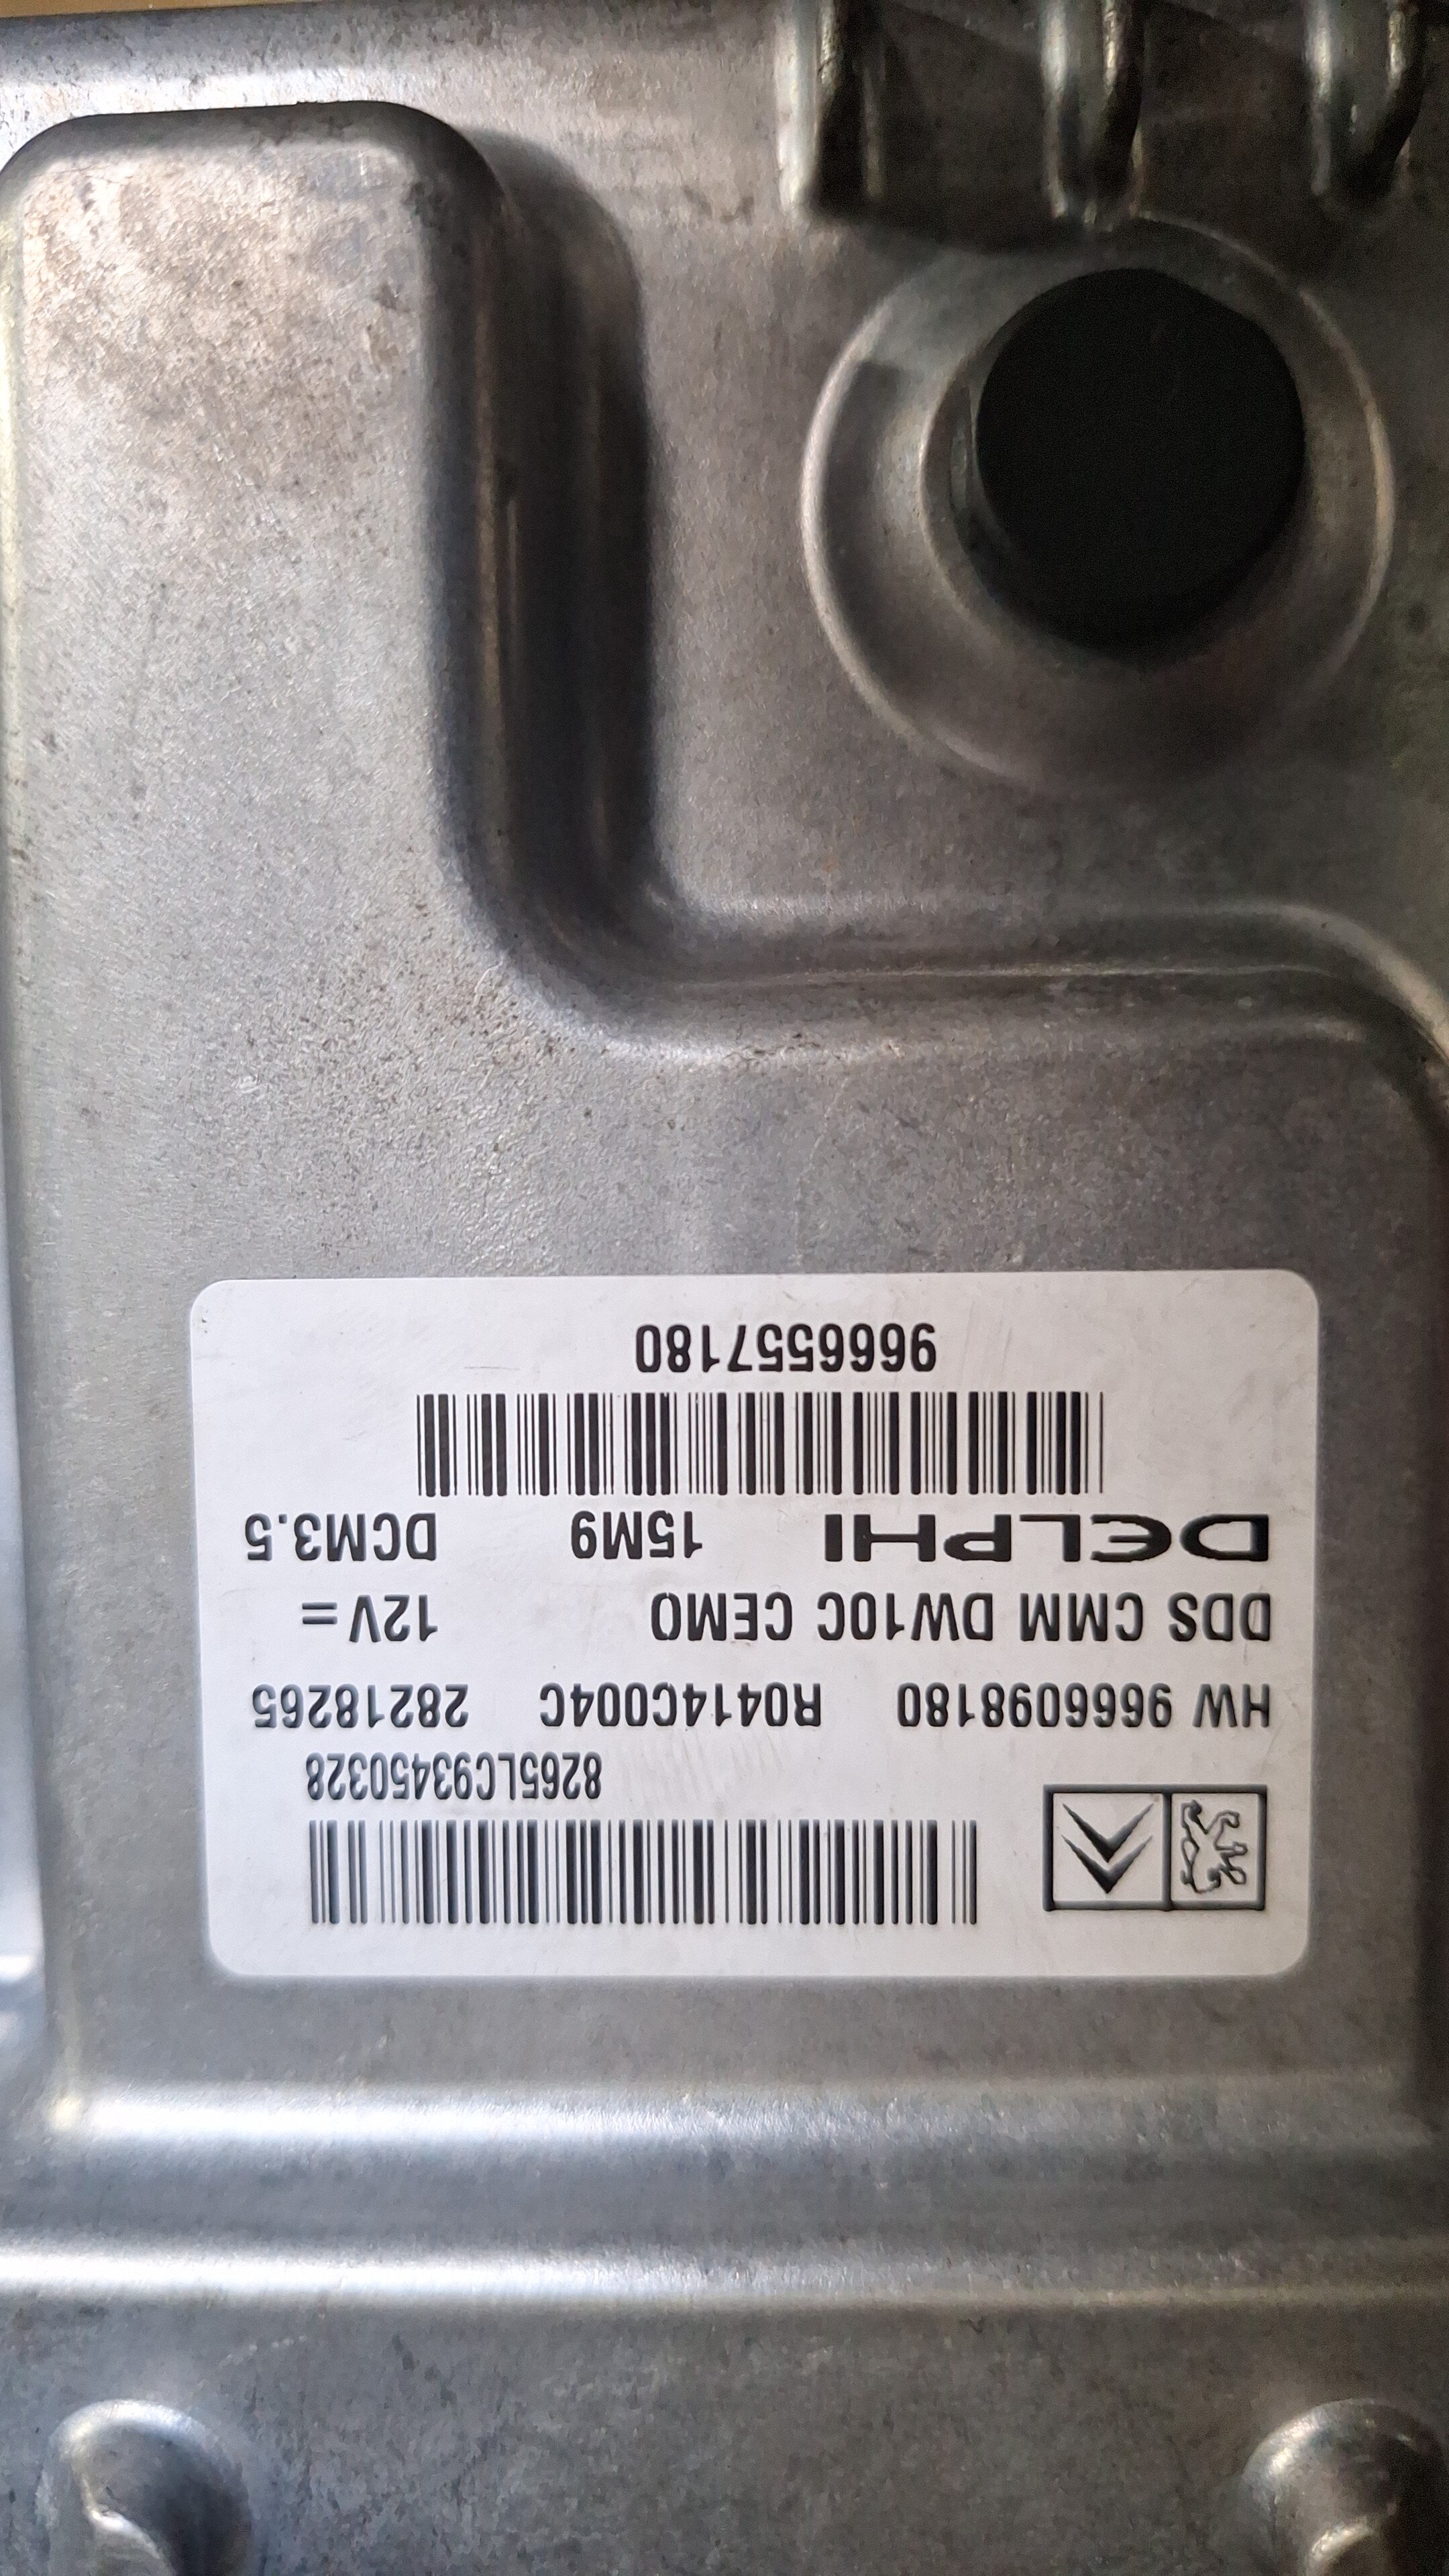 8265LC93450328
HW 9666098180 R0414C004C 28218265
DDS CMM DW10C CEMO 12V=
DELPHI 15M9 DCM3.5
9666557180